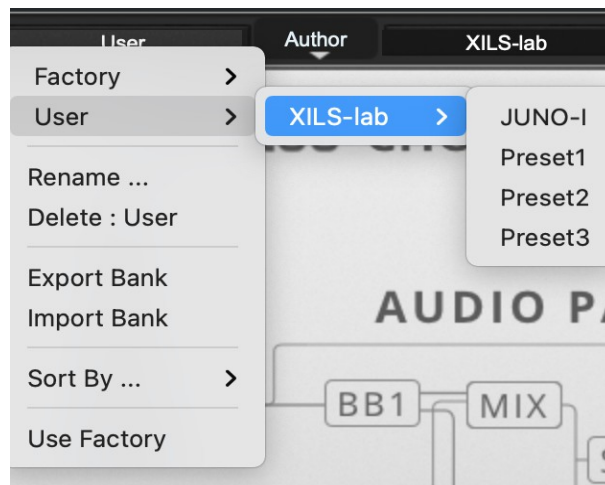 User
Author
XILS-lab
Factory
User
XILS-lab
JUNO-I
Preset1
Preset2
Preset3
Rename ...
Delete : User
Export Bank
Import Bank
Sort By ...
Use Factory
AUDIO PA
BB1
MIX